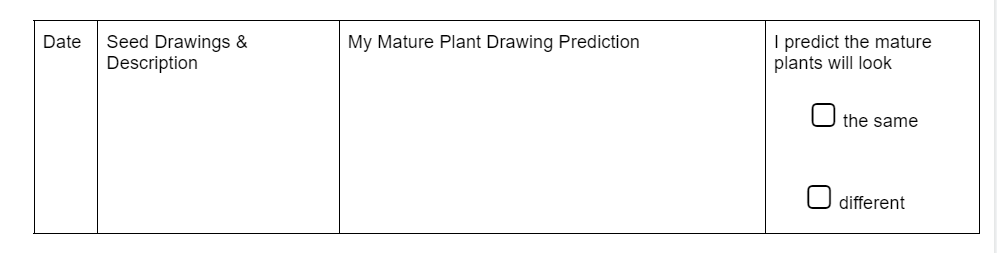 Date
Seed Drawings &
Description
My Mature Plant Drawing Prediction
I predict the mature
plants will look
the same
different